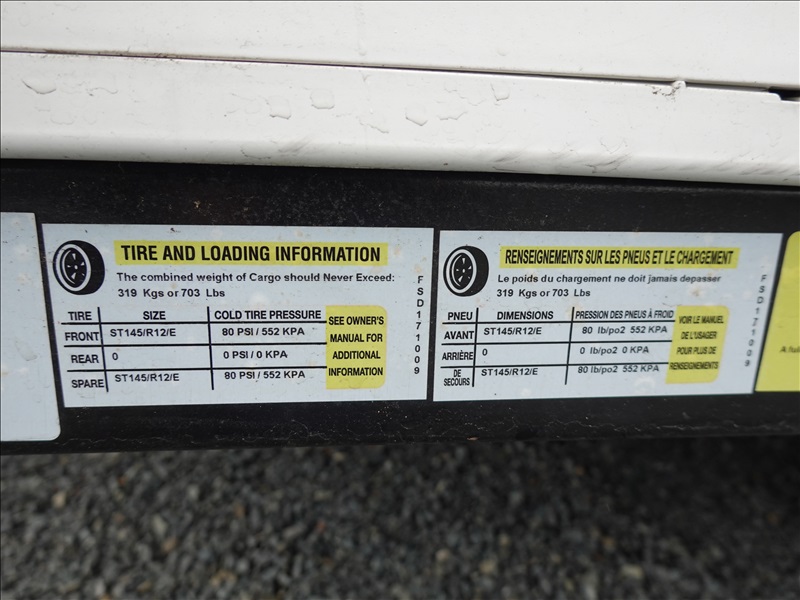 TIRE AND LOADING INFORMATION
The combined weight of Cargo should Never Exceed:
319 Kgs or 703 Lbs
TIRE SIZE COLD TIRE PRESSURE
FRONT ST145/R12/E 80 PSI / 552 KPA
REAR 0 0 PSI / 0 KPA
SPARE ST145/R12/E 80 PSI / 552 KPA
SEE OWNER'S
MANUAL FOR
ADDITIONAL
INFORMATION
FSD171009
RENSEIGNEMENTS SUR LES PNEUS ET LE CHARGEMENT
Le poids du chargement ne doit jamais depasser
319 Kgs or 703 Lbs
PNEU DIMENSIONS PRESSION DES PNEUS À FROID
AVANT ST145/R12/E 80 lb/po2 552 KPA
ARRIÈRE 0 0 lb/po2 0 KPA
DE
SECOURS ST145/R12/E 80 lb/po2 552 KPA
VOIR LE MANUEL
DE L'USAGER
POUR PLUS DE
RENSEIGNEMENTS
FSD171009